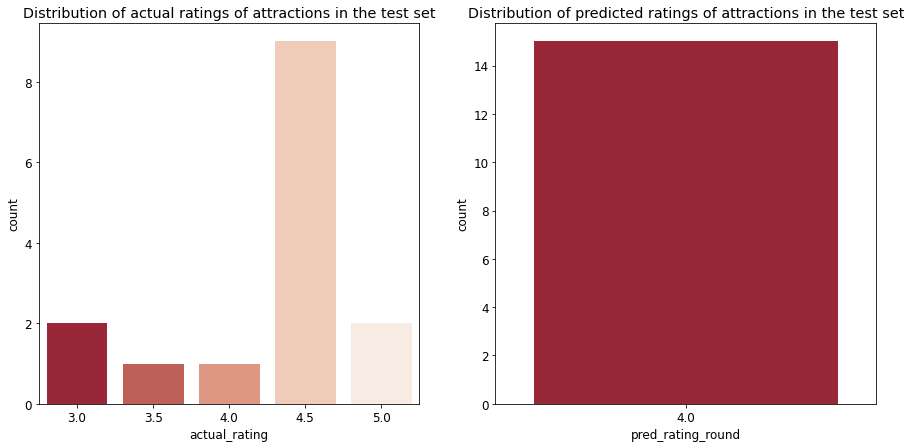 Distribution of actual ratings of attractions in the test set
count
8
6
4
2
0
3.0 3.5 4.0 4.5 5.0
actual_rating
Distribution of predicted ratings of attractions in the test set
count
14
12
10
8
6
4
2
0
4.0
pred_rating_round